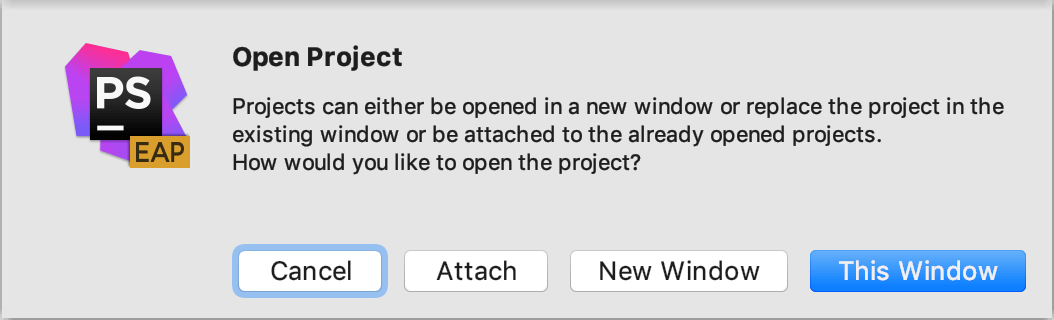 PS
EAP
Open Project
Projects can either be opened in a new window or replace the project in the
existing window or be attached to the already opened projects.
How would you like to open the project?
Cancel
Attach
New Window
This Window